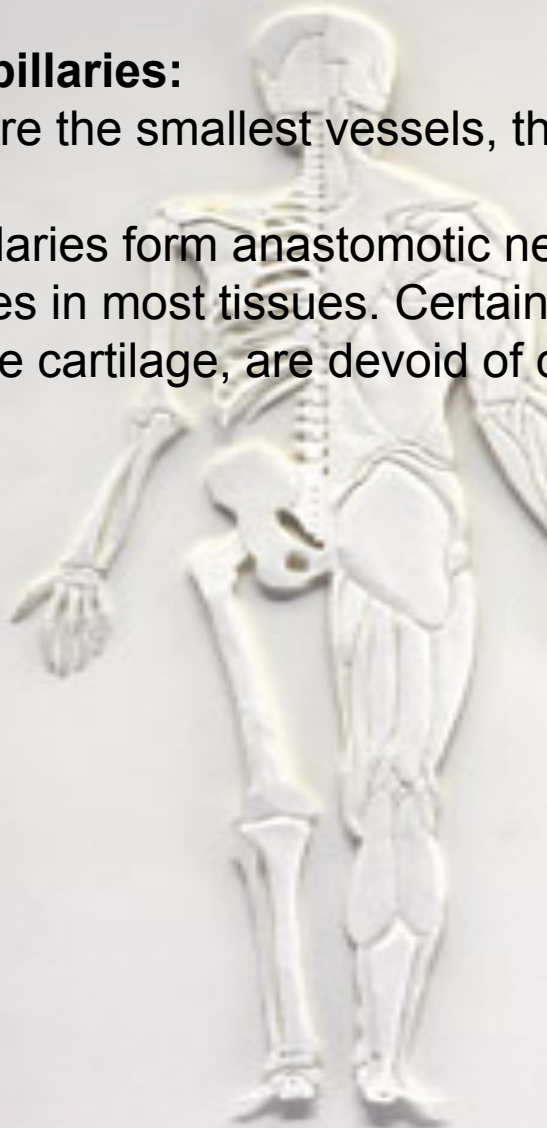 pillaries:
re the smallest vessels, th
laries form anastomotic ne
es in most tissues. Certain
e cartilage, are devoid of